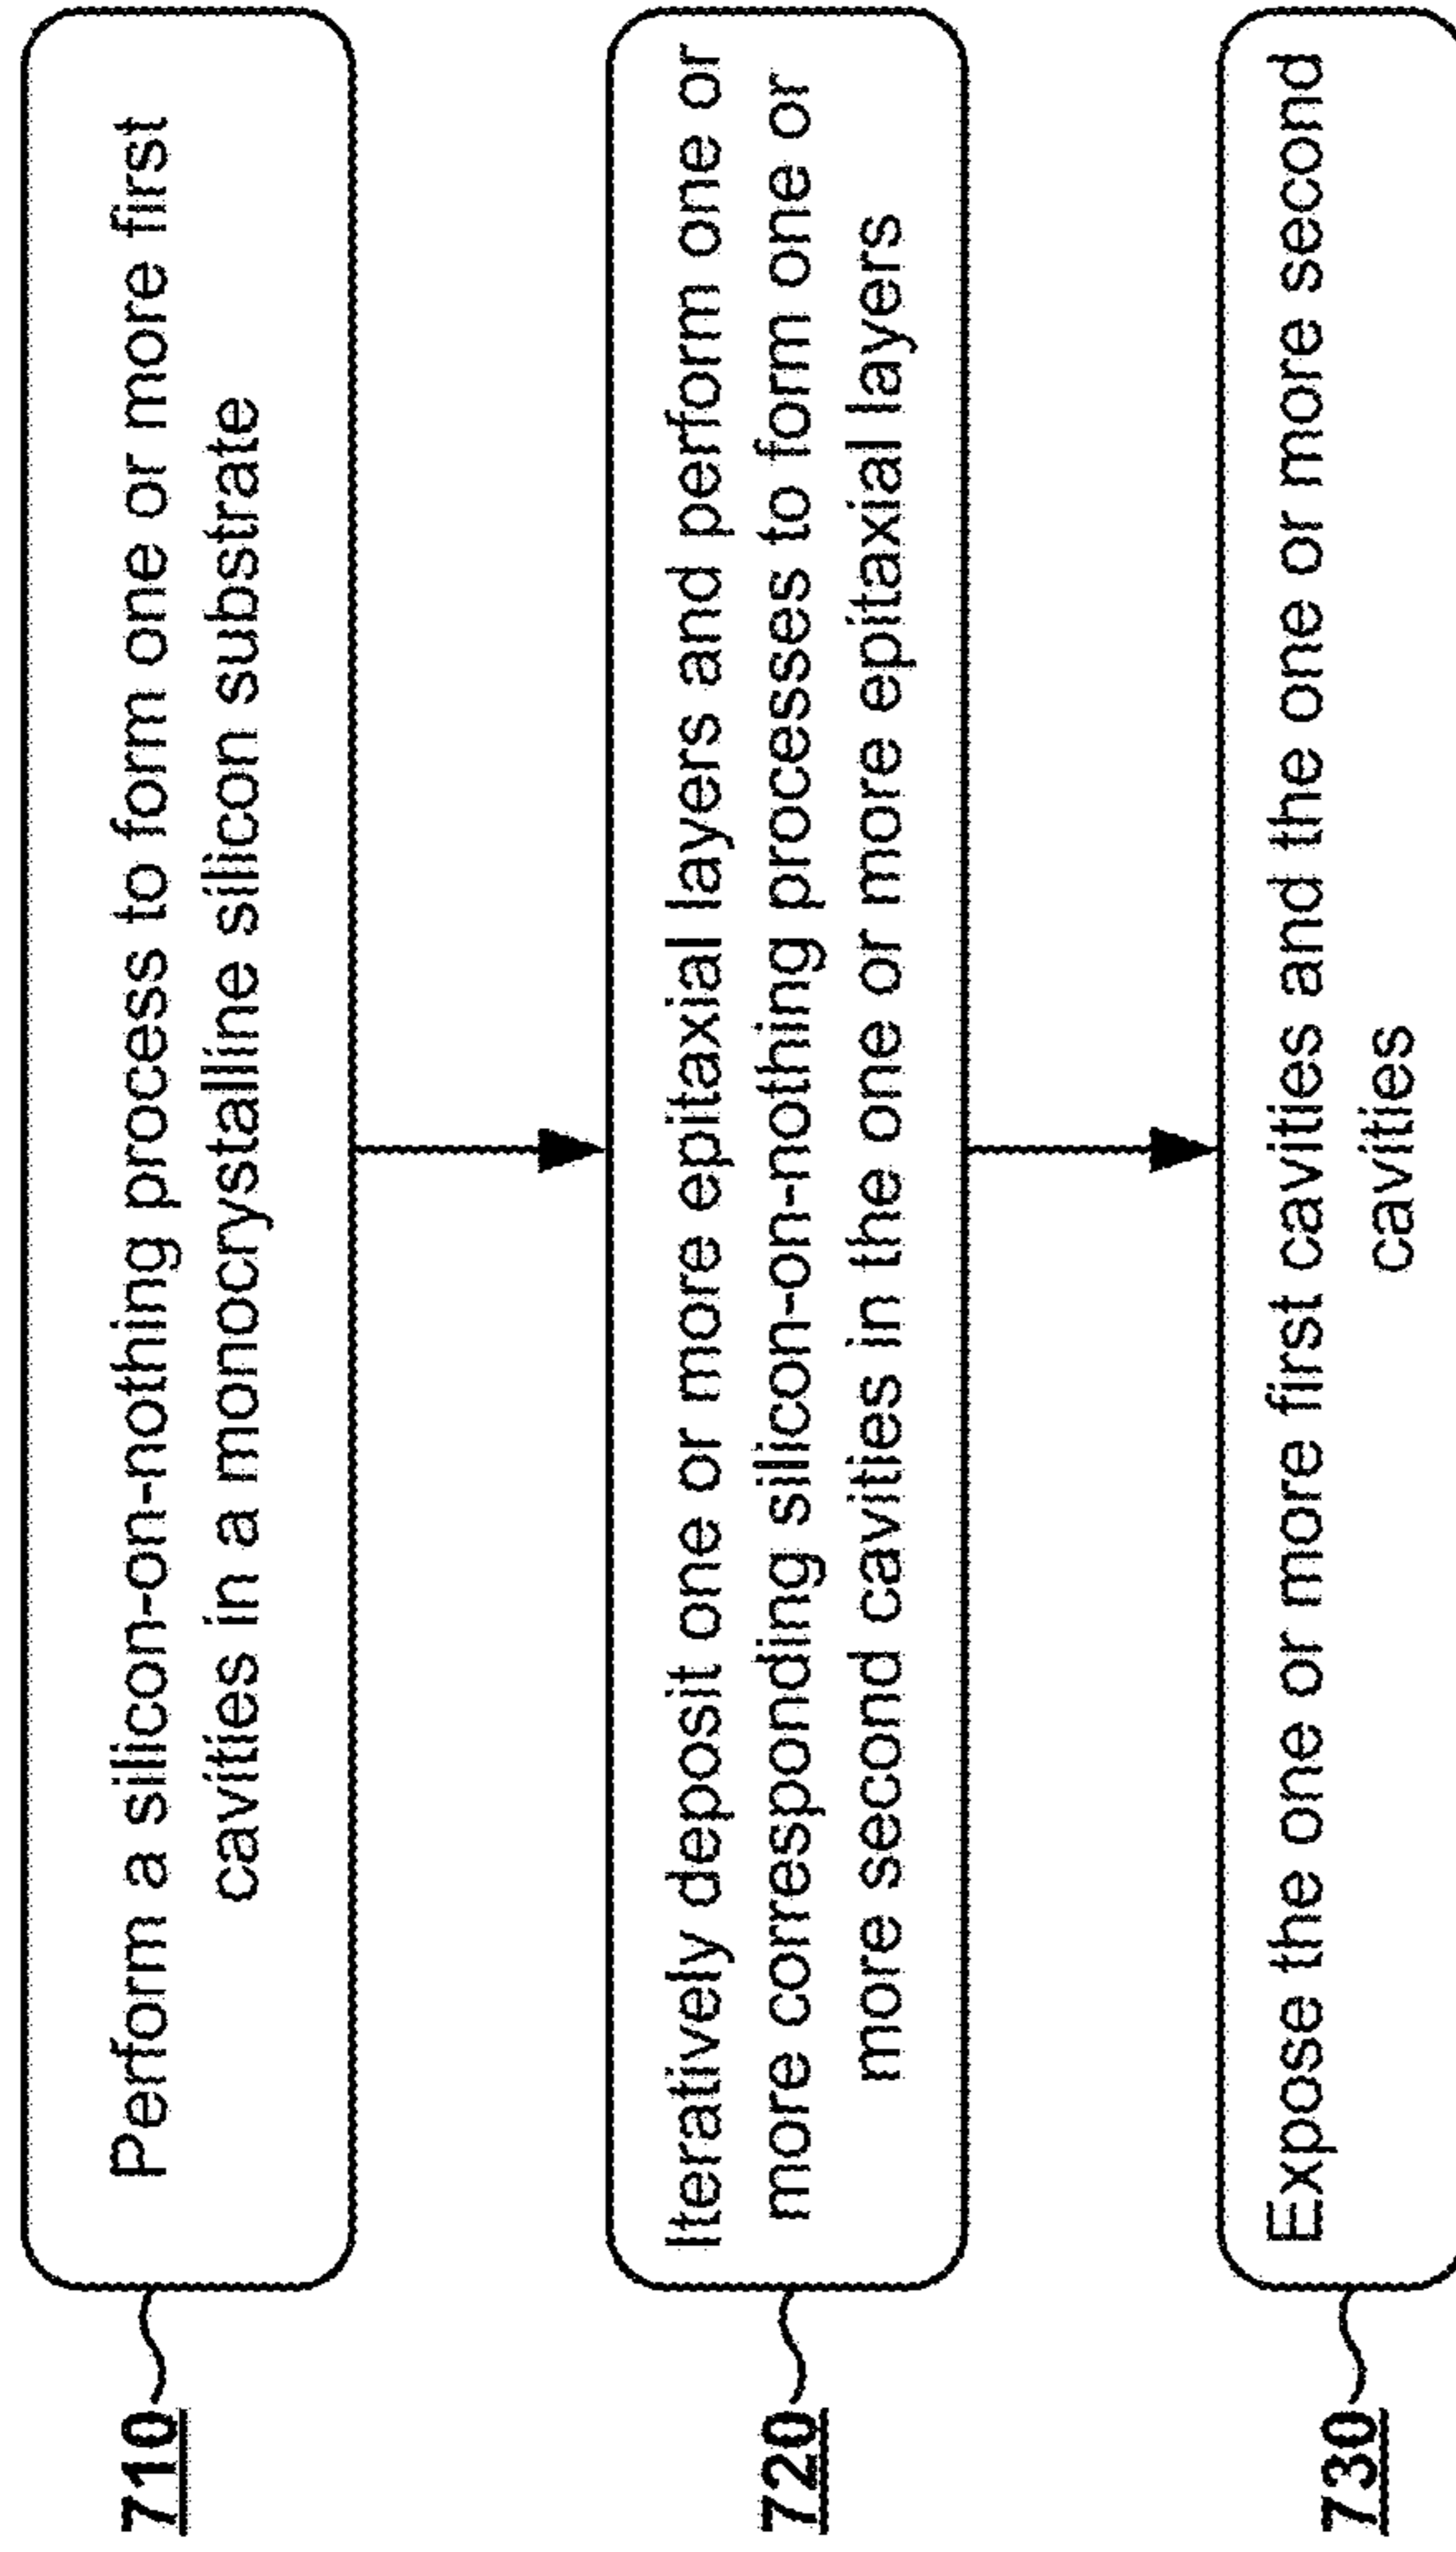 710
Perform a silicon-on-nothing process to form one or more first
cavities in a monocrystalline silicon substrate
720
Iteratively deposit one or more epitaxial layers and perform one or
more corresponding silicon-on-nothing processes to form one or
more second cavities in the one or more epitaxial layers
730
Expose the one or more first cavities and the one or more second
cavities